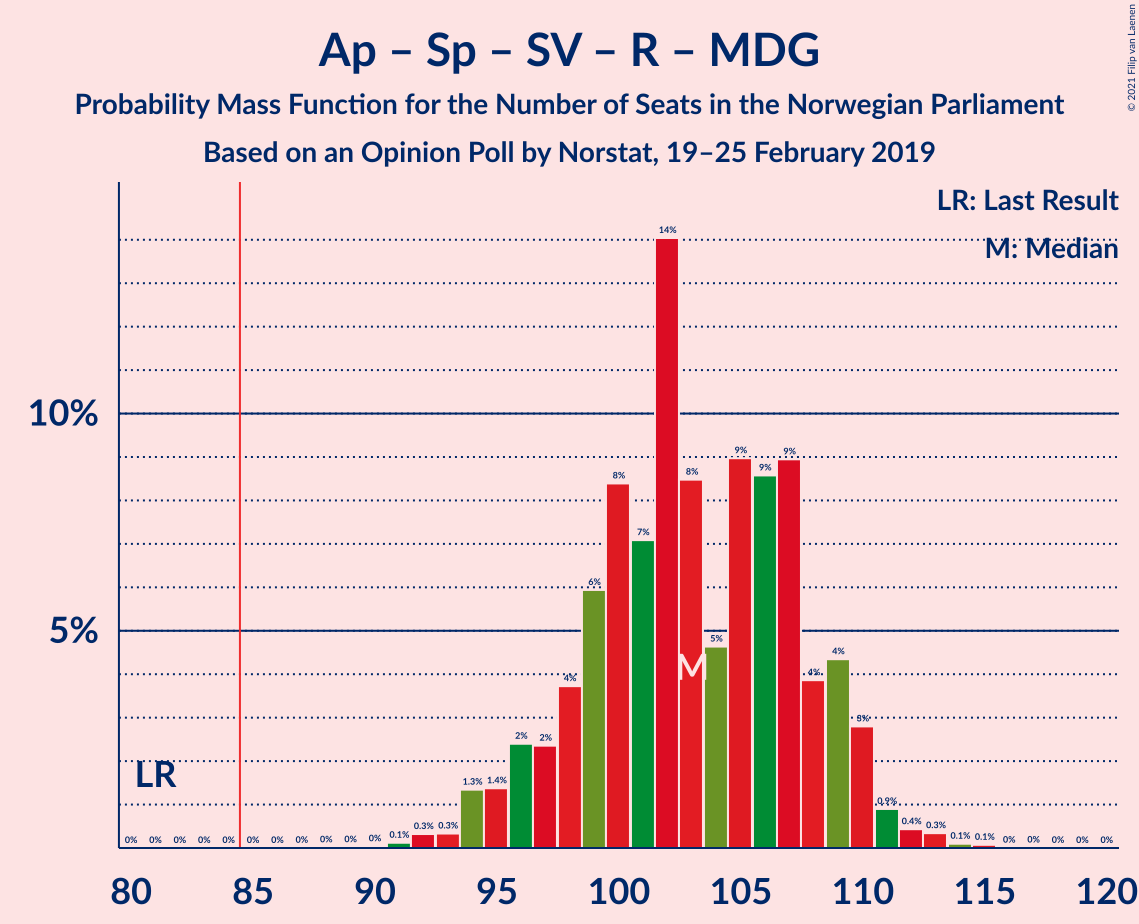 Ap – Sp – SV – R – MDG
Probability Mass Function for the Number of Seats in the Norwegian Parliament
Based on an Opinion Poll by Norstat, 19–25 February 2019
© 2021 Filip van Laenen
LR: Last Result
M: Median
10%
5%
LR
M
0% 0% 0% 0% 0% 0% 0% 0% 0% 0% 0% 0.1% 0.3% 0.3% 1.3% 1.4% 2% 2% 4% 6% 8% 7% 14% 8% 5% 9% 9% 9% 4% 4% 3% 0.9% 0.4% 0.3% 0.1% 0.1% 0% 0% 0% 0% 0%
80 85 90 95 100 105 110 115 120